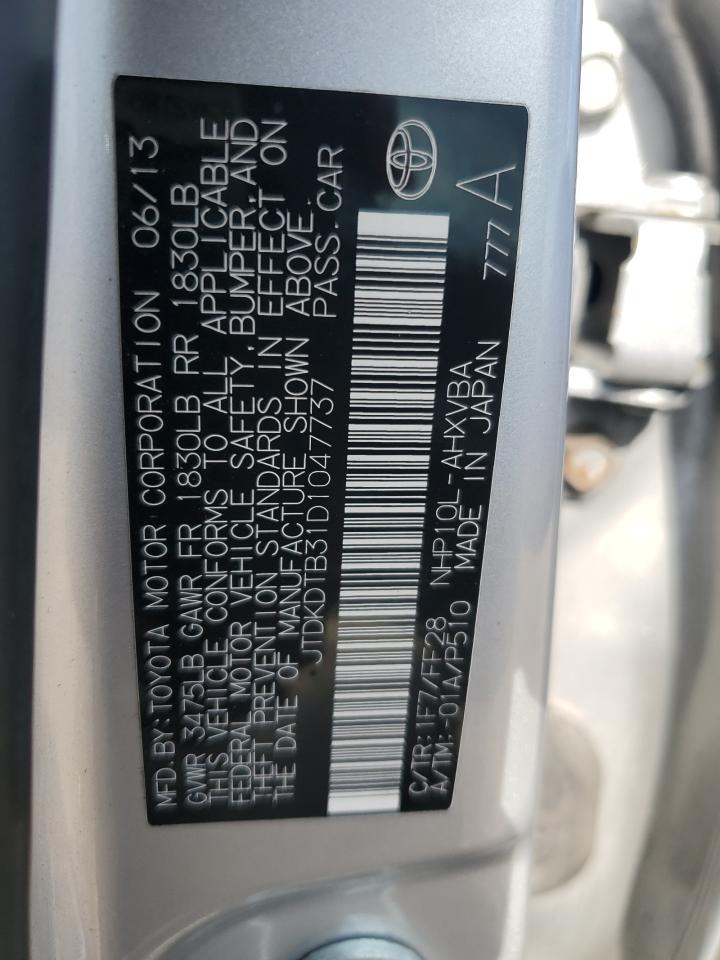 MFD. BY: TOYOTA MOTOR CORPORATION 06/13
GVWR 3475LB GAWR FR 1830LB RR 1830LB
THIS VEHICLE CONFORMS TO ALL APPLICABLE
FEDERAL MOTOR VEHICLE SAFETY, BUMPER, AND
THEFT PREVENTION STANDARDS IN EFFECT ON
THE DATE OF MANUFACTURE SHOWN ABOVE.
JTDKDTB31D1047737 PASS. CAR
C/TR: 1F7/FF28 NHP10L-AHXVBA
A/TM: -01A/P510 MADE IN JAPAN 777 A